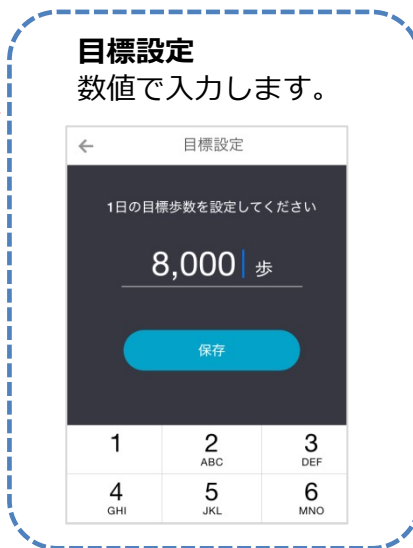 目標設定
数値で入力します。
← 目標設定
1日の目標歩数を設定してください
8,000 歩
保存
1 2 3
ABC DEF
4 5 6
GHI JKL MNO